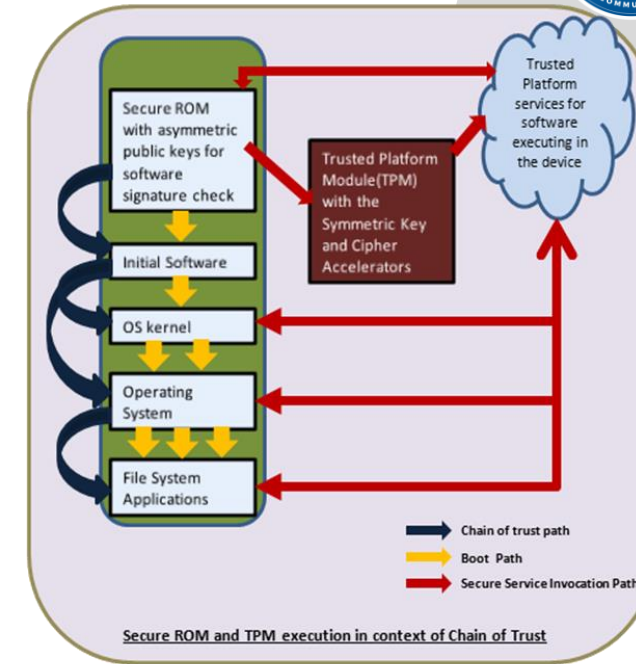 Secure ROM
with asymmetric
public keys for
software
signature check
Initial Software
OS kernel
Operating
System
File System
Applications
Trusted Platform
Module(TPM)
with the
Symmetric Key
and Cipher
Accelerators
Trusted
Platform
services for
software
executing in
the device
Chain of trust path
Boot Path
Secure Service Invocation Path
Secure ROM and TPM execution in context of Chain of Trust